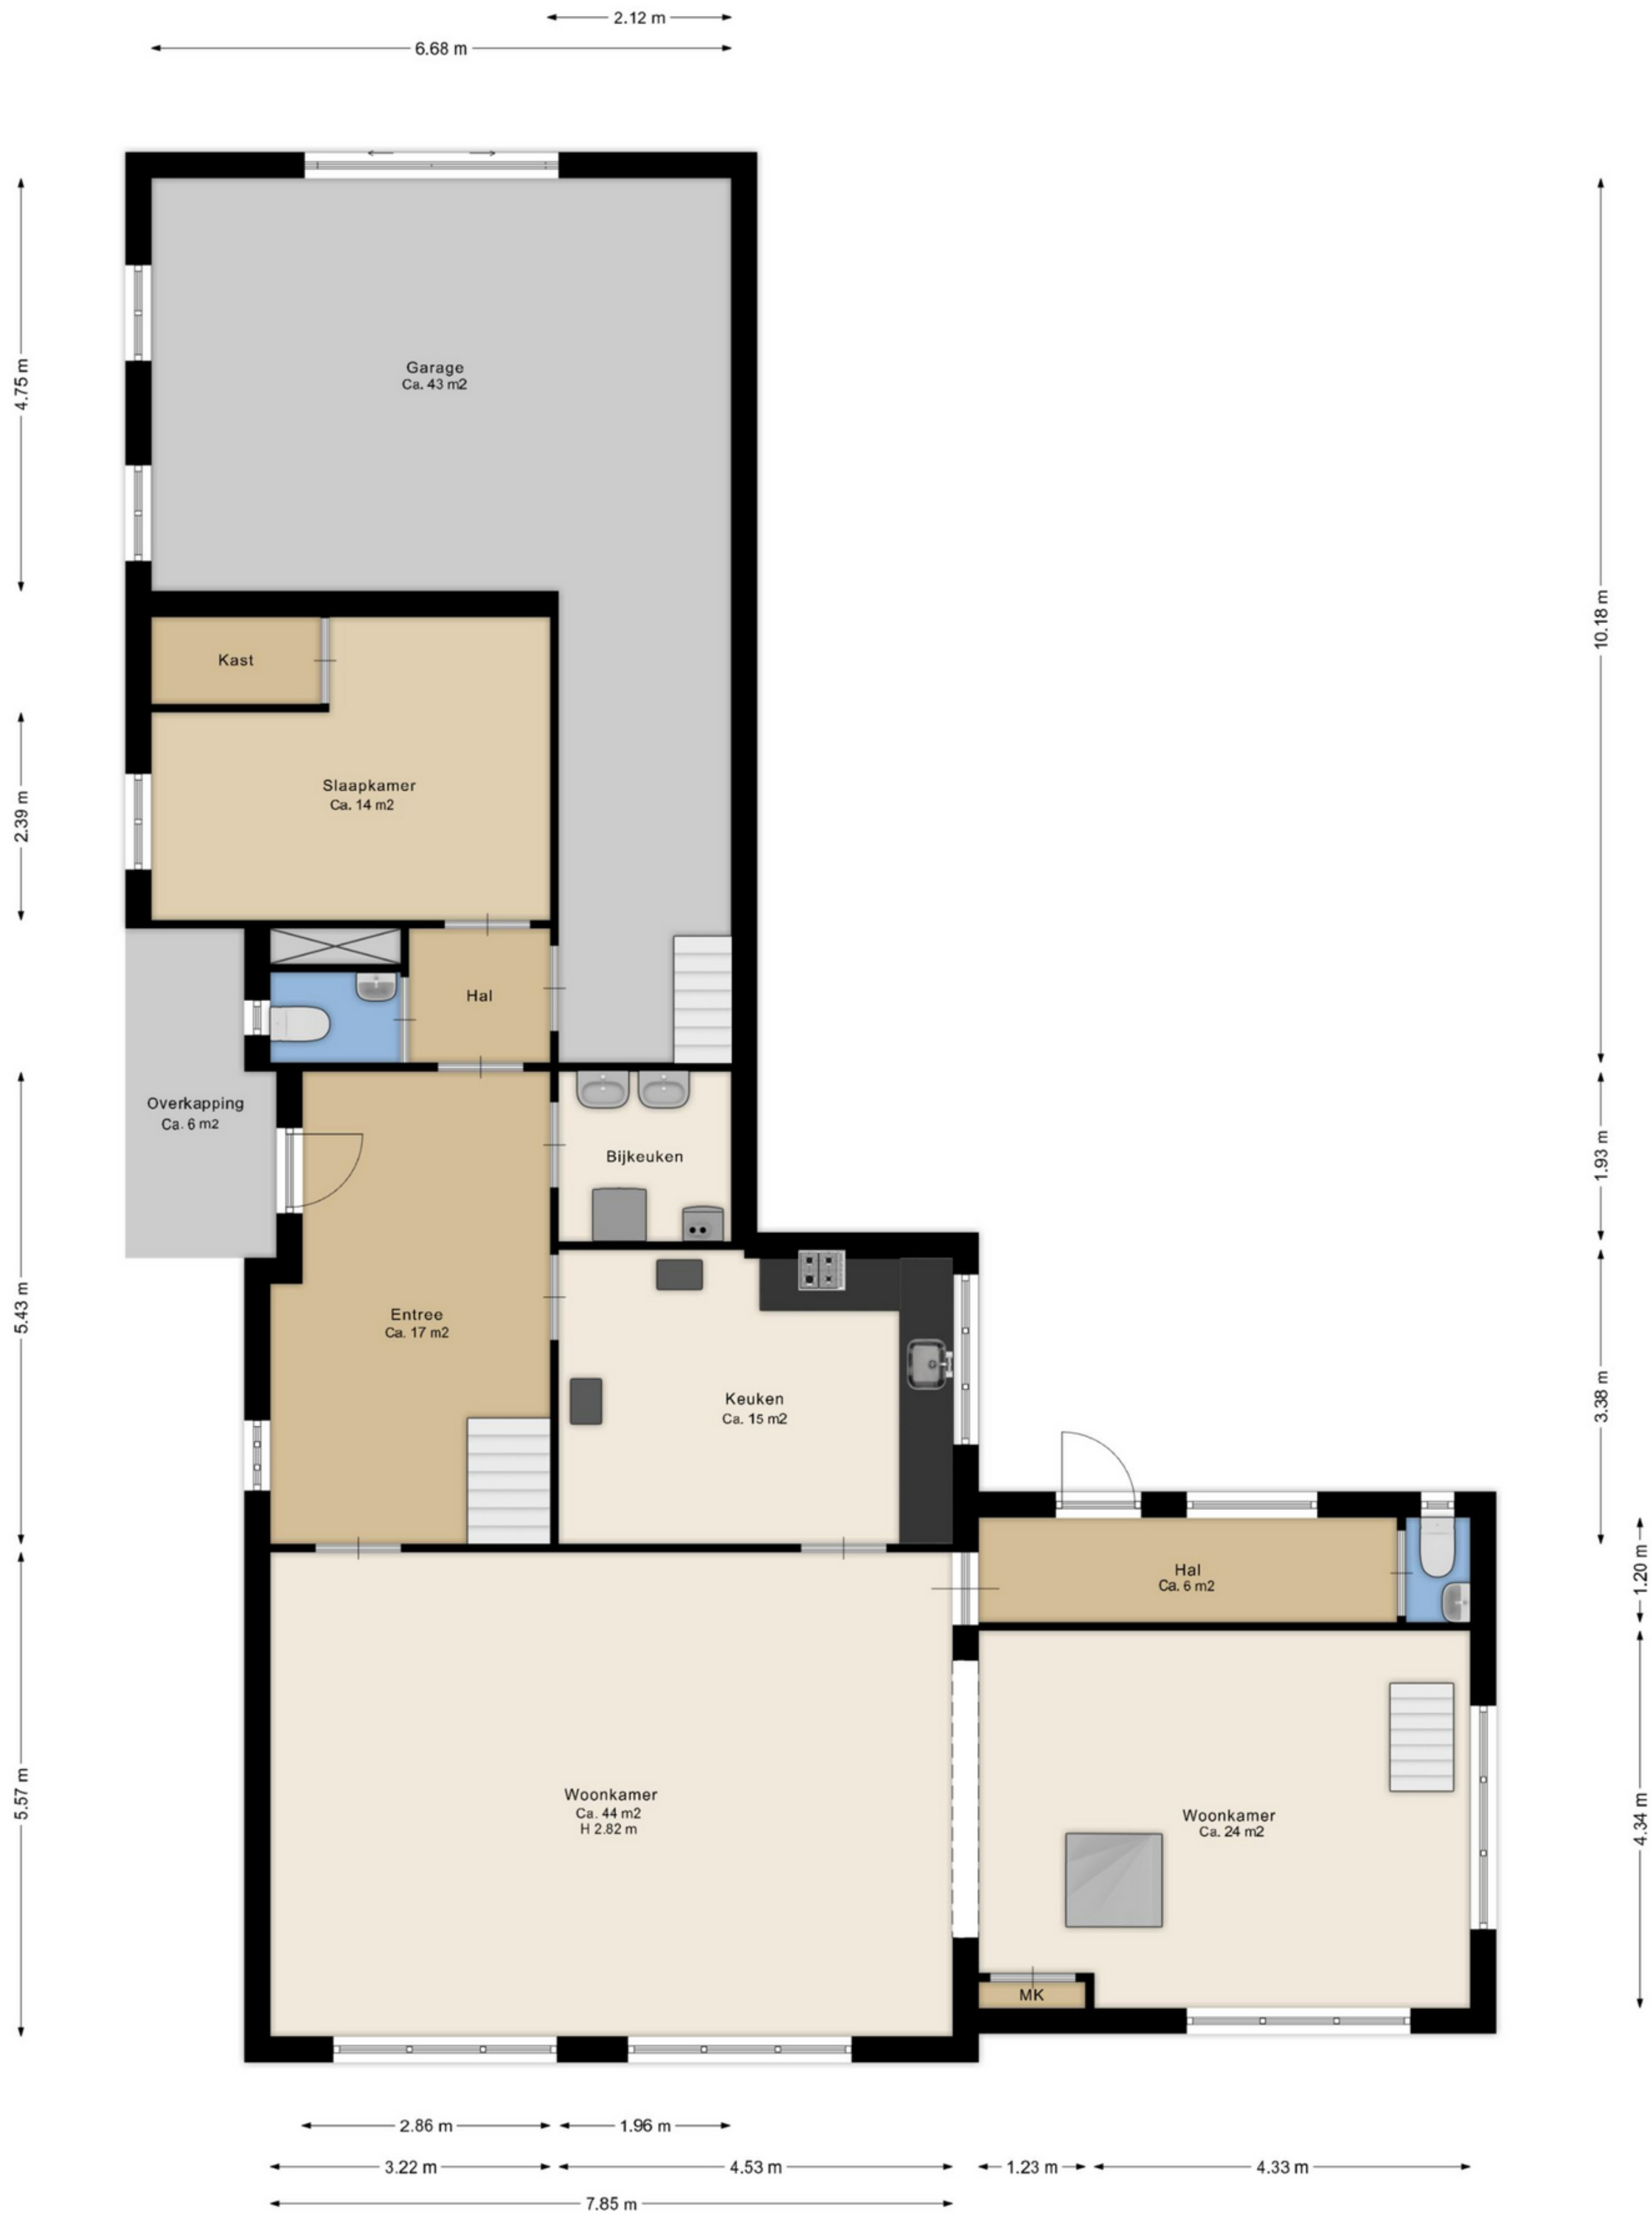 2.12 m
6.68 m
4.75 m
Garage
Ca. 43 m2
10.18 m
Kast
2.39 m
Slaapkamer
Ca. 14 m2
Hal
Overkapping
Ca. 6 m2
Bijkeuken
1.93 m
5.43 m
Entree
Ca. 17 m2
Keuken
Ca. 15 m2
3.38 m
Hal
Ca. 6 m2
1.20 m
5.57 m
Woonkamer
Ca. 44 m2
H 2.82 m
Woonkamer
Ca. 24 m2
4.34 m
MK
2.86 m
1.96 m
3.22 m
4.53 m
1.23 m
4.33 m
7.85 m